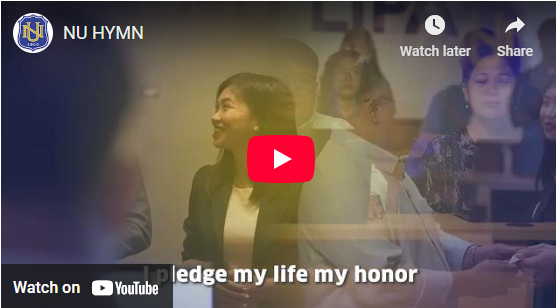 NU HYMN
Watch later
Share
LIPA
I pledge my life my honor
Watch on YouTube